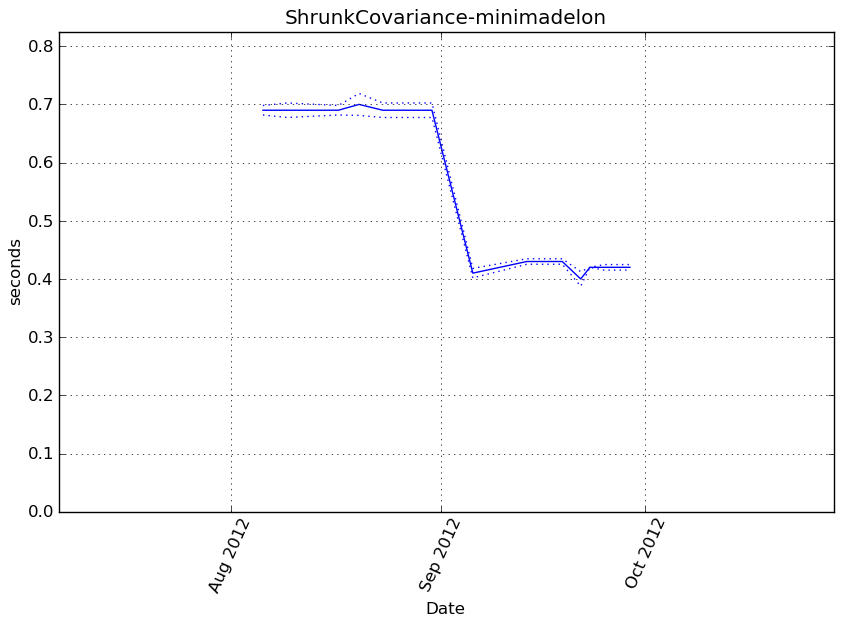 ShrunkCovariance-minimadelon
0.8
0.7
0.6
0.5
0.4
0.3
0.2
0.1
0.0
seconds
Aug 2012
Sep 2012
Oct 2012
Date